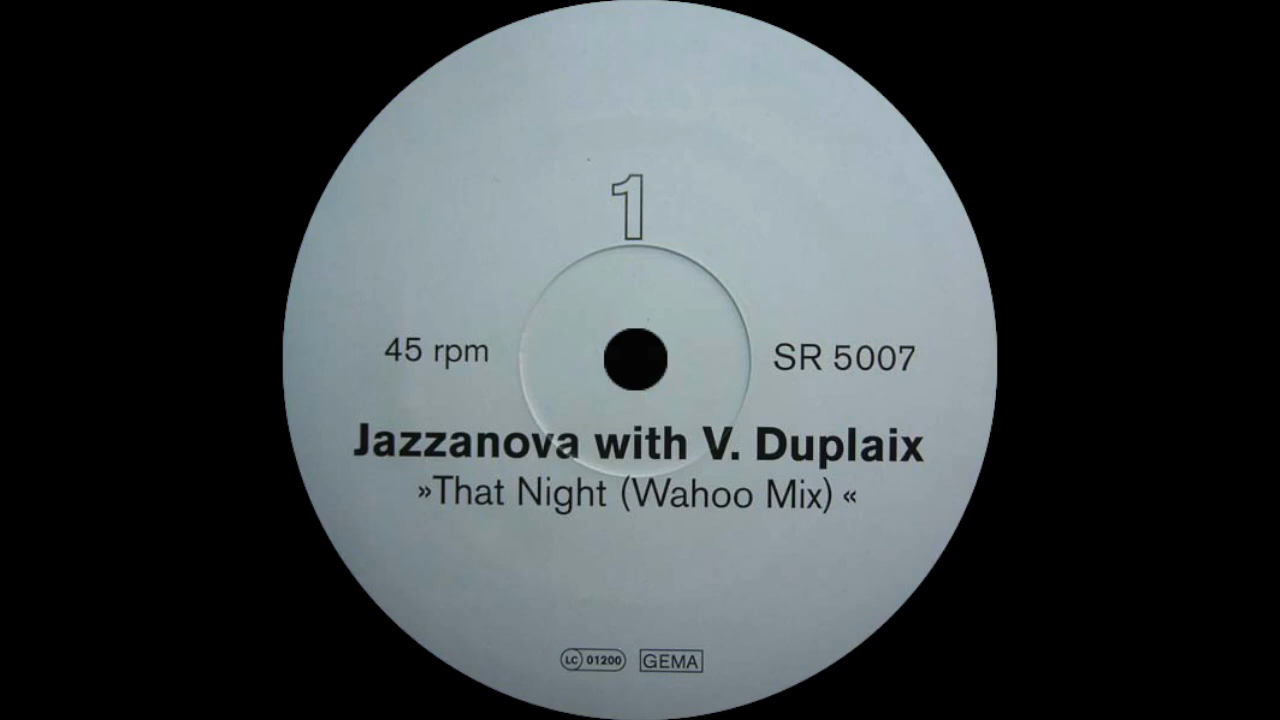 1
45 rpm
SR 5007
Jazzanova with V. Duplaix
»That Night (Wahoo Mix) «
LC 01200 GEMA